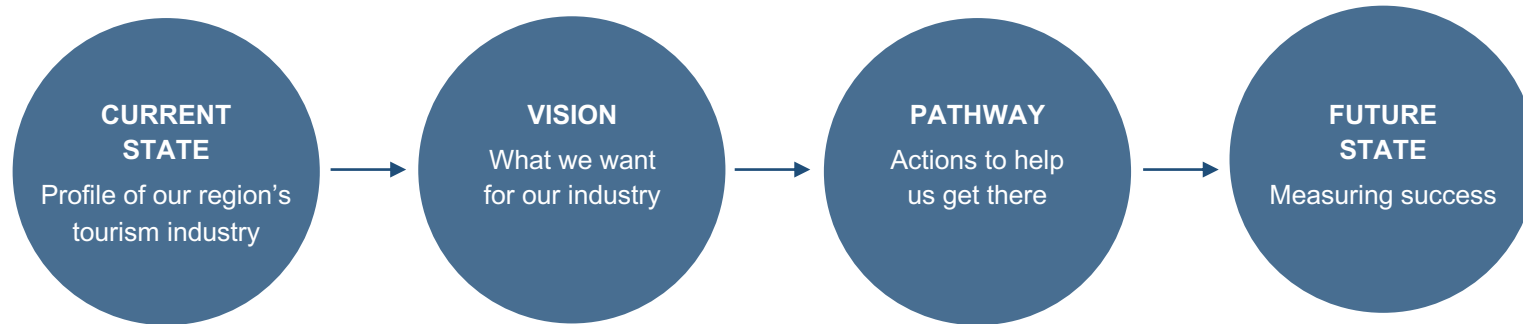 CURRENT
STATE
Profile of our region’s
tourism industry
VISION
What we want
for our industry
PATHWAY
Actions to help
us get there
FUTURE
STATE
Measuring success